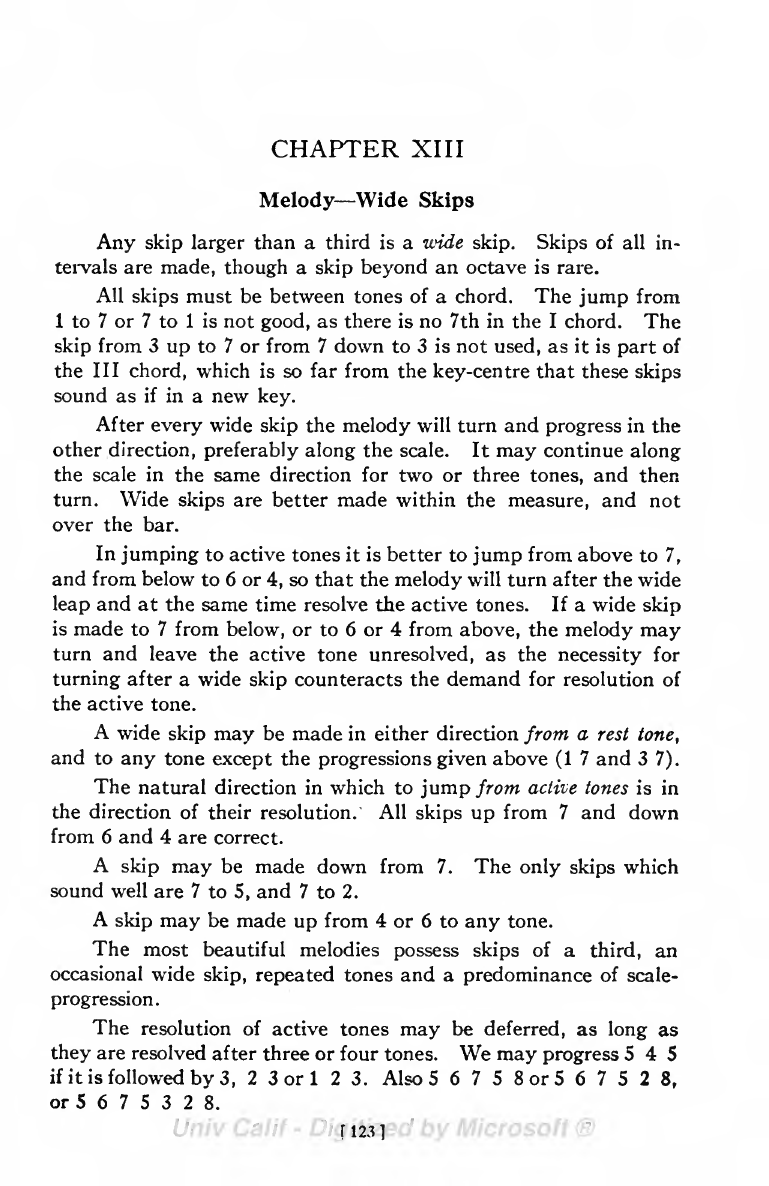 CHAPTER XIII
Melody—Wide Skips
Any skip larger than a third is a wide skip. Skips of all in-
tervals are made, though a skip beyond an octave is rare.
All skips must be between tones of a chord. The jump from
1 to 7 or 7 to 1 is not good, as there is no 7th in the I chord. The
skip from 3 up to 7 or from 7 down to 3 is not used, as it is part of
the III chord, which is so far from the key-centre that these skips
sound as if in a new key.
After every wide skip the melody will turn and progress in the
other direction, preferably along the scale. It may continue along
the scale in the same direction for two or three tones, and then
turn. Wide skips are better made within the measure, and not
over the bar.
In jumping to active tones it is better to jump from above to 7,
and from below to 6 or 4, so that the melody will turn after the wide
leap and at the same time resolve the active tones. If a wide skip
is made to 7 from below, or to 6 or 4 from above, the melody may
turn and leave the active tone unresolved, as the necessity for
turning after a wide skip counteracts the demand for resolution of
the active tone.
A wide skip may be made in either direction from a rest tone,
and to any tone except the progressions given above (1 7 and 3 7).
The natural direction in which to jump from active tones is in
the direction of their resolution. All skips up from 7 and down
from 6 and 4 are correct.
A skip may be made down from 7. The only skips which
sound well are 7 to 5, and 7 to 2.
A skip may be made up from 4 or 6 to any tone.
The most beautiful melodies possess skips of a third, an
occasional wide skip, repeated tones and a predominance of scale-
progression.
The resolution of active tones may be deferred, as long as
they are resolved after three or four tones. We may progress 5 4 5
if it is followed by 3, 2 3 or 1 2 3. Also 5 6 7 5 8 or 5 6 7 5 2 8,
or 5 6 7 5 3 2 8.
Univ Calif - Digitized by Microsoft ®
[ 123 ]